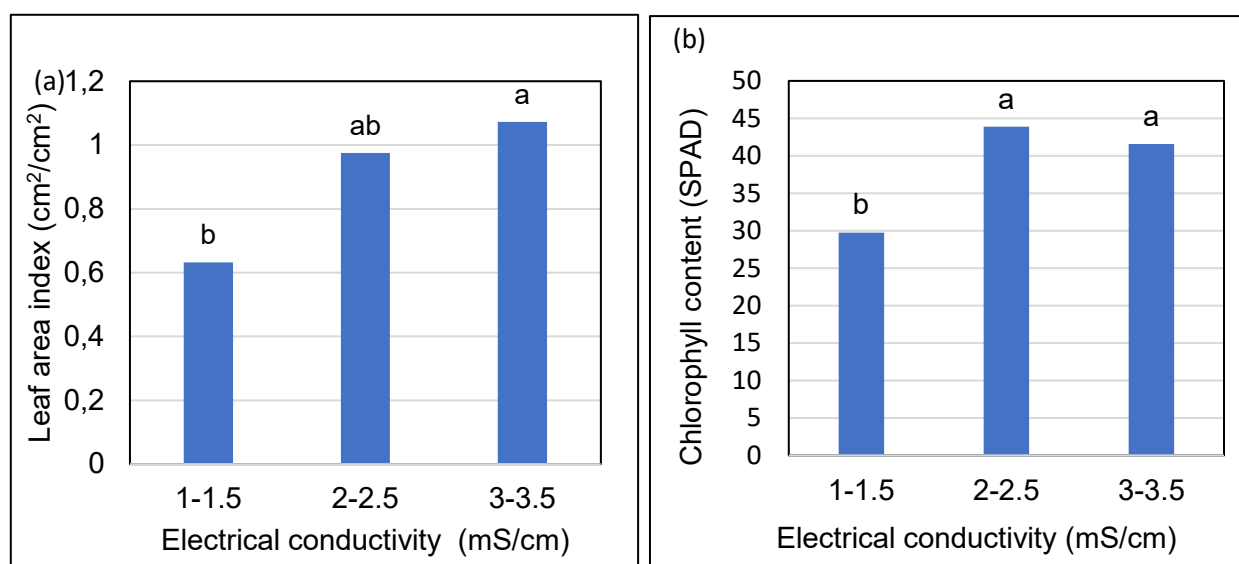 (a)
Leaf area index (cm²/cm²)
1,2
1
0,8
0,6
0,4
0,2
0
b
ab
a
1-1.5 2-2.5 3-3.5
Electrical conductivity (mS/cm)
(b)
Chlorophyll content (SPAD)
50
45
40
35
30
25
20
15
10
5
0
b
a
a
1-1.5 2-2.5 3-3.5
Electrical conductivity (mS/cm)